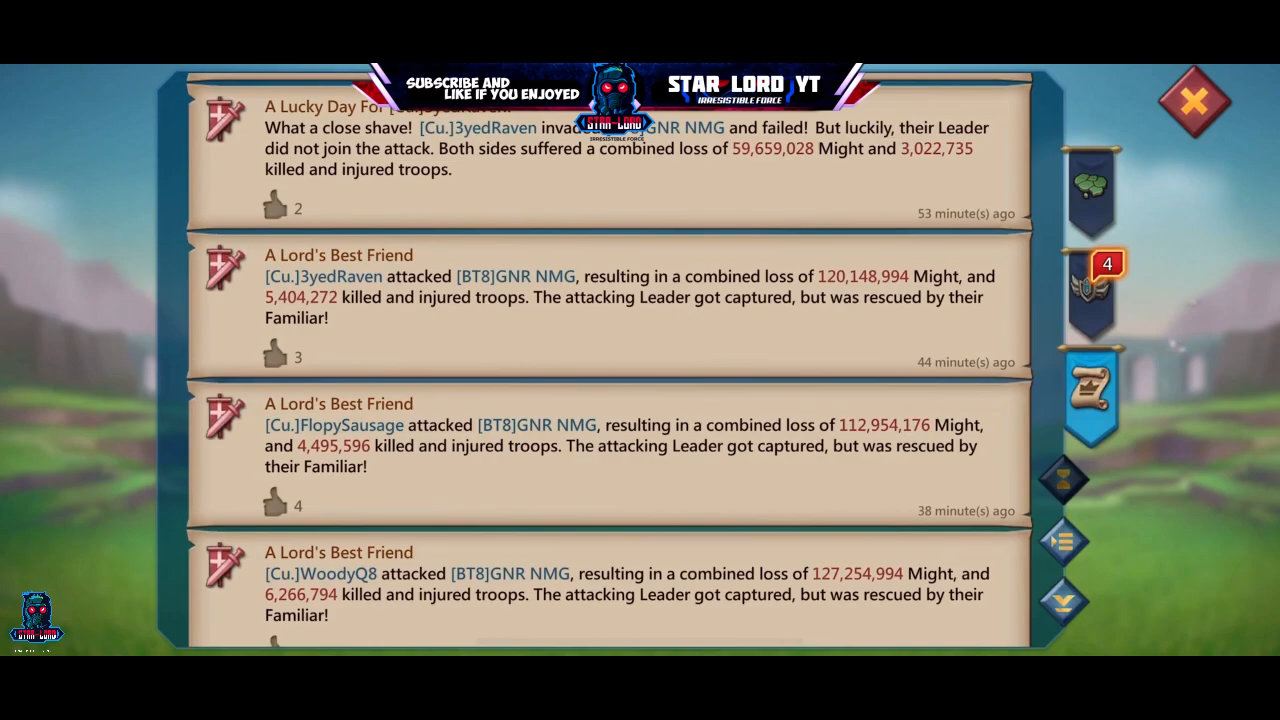 SUBSCRIBE AND
LIKE IF YOU ENJOYED
STAR-LORD YT
IRRESISTIBLE FORCE
STAR-LORD
IRRESISTIBLE FORCE
A Lucky Day For
What a close shave! [Cu.]3yedRaven GNR NMG and failed! But luckily, their Leader
did not join the attack. Both sides suffered a combined loss of 59,659,028 Might and 3,022,735
killed and injured troops.
2
53 minute(s) ago
A Lord's Best Friend
[Cu.]3yedRaven attacked [BT8]GNR NMG, resulting in a combined loss of 120,148,994 Might, and
5,404,272 killed and injured troops. The attacking Leader got captured, but was rescued by their
Familiar!
3
44 minute(s) ago
A Lord's Best Friend
[Cu.]FlopySausage attacked [BT8]GNR NMG, resulting in a combined loss of 112,954,176 Might,
and 4,495,596 killed and injured troops. The attacking Leader got captured, but was rescued by
their Familiar!
4
38 minute(s) ago
A Lord's Best Friend
[Cu.]WoodyQ8 attacked [BT8]GNR NMG, resulting in a combined loss of 127,254,994 Might, and
6,266,794 killed and injured troops. The attacking Leader got captured, but was rescued by their
Familiar!
4
STAR-LORD